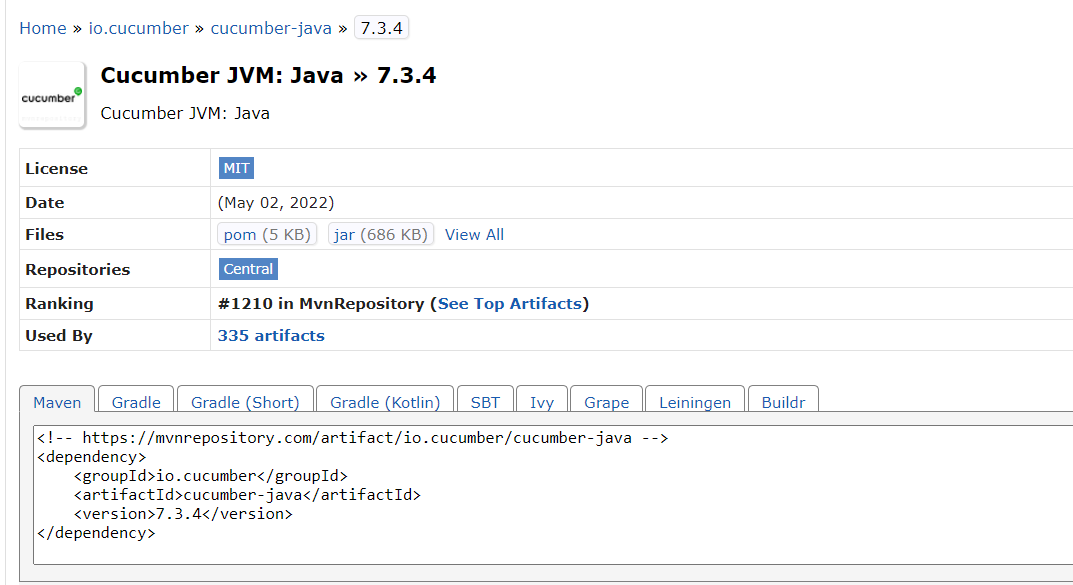 Home » io.cucumber » cucumber-java » 7.3.4
Cucumber JVM: Java » 7.3.4
cucumber
Cucumber JVM: Java
License MIT
Date (May 02, 2022)
Files pom (5 KB) jar (686 KB) View All
Repositories Central
Ranking #1210 in MvnRepository (See Top Artifacts)
Used By 335 artifacts
Maven Gradle Gradle (Short) Gradle (Kotlin) SBT Ivy Grape Leiningen Buildr
<!-- https://mvnrepository.com/artifact/io.cucumber/cucumber-java -->
<dependency>
    <groupId>io.cucumber</groupId>
    <artifactId>cucumber-java</artifactId>
    <version>7.3.4</version>
</dependency>